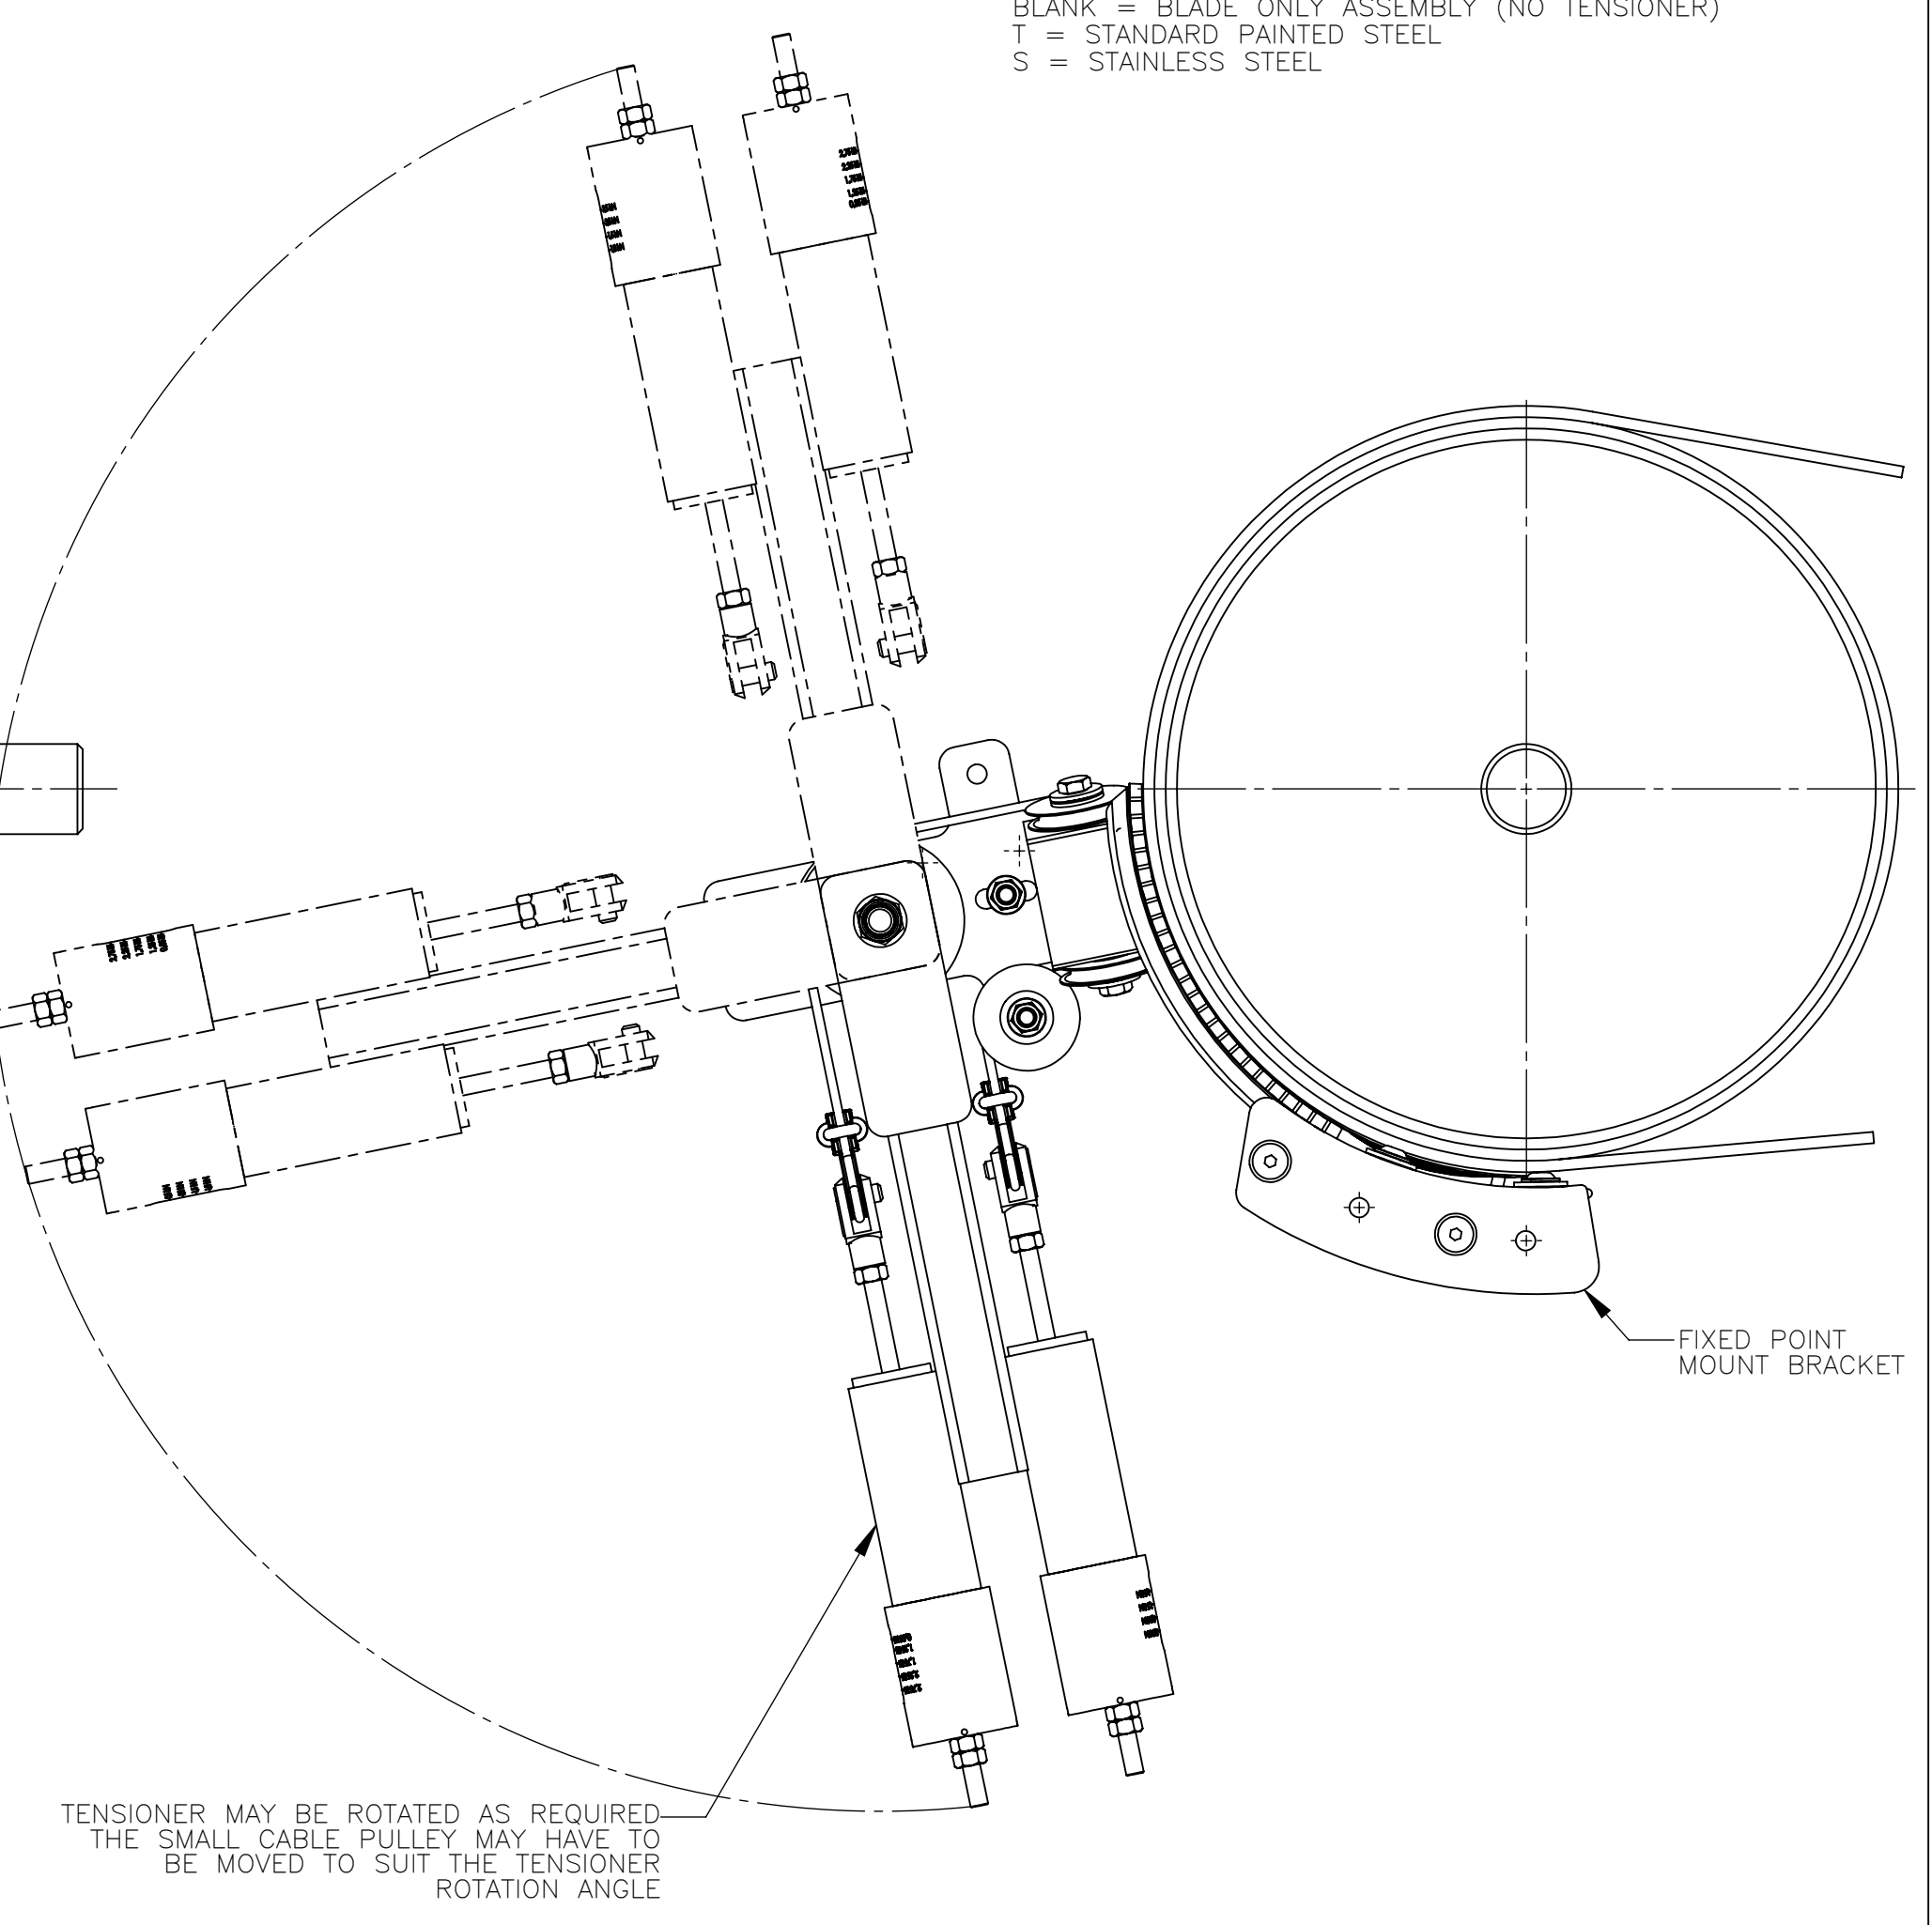 BLANK = BLADE ONLY ASSEMBLY (NO TENSIONER)
T = STANDARD PAINTED STEEL
S = STAINLESS STEEL
FIXED POINT
MOUNT BRACKET
TENSIONER MAY BE ROTATED AS REQUIRED
THE SMALL CABLE PULLEY MAY HAVE TO
BE MOVED TO SUIT THE TENSIONER
ROTATION ANGLE